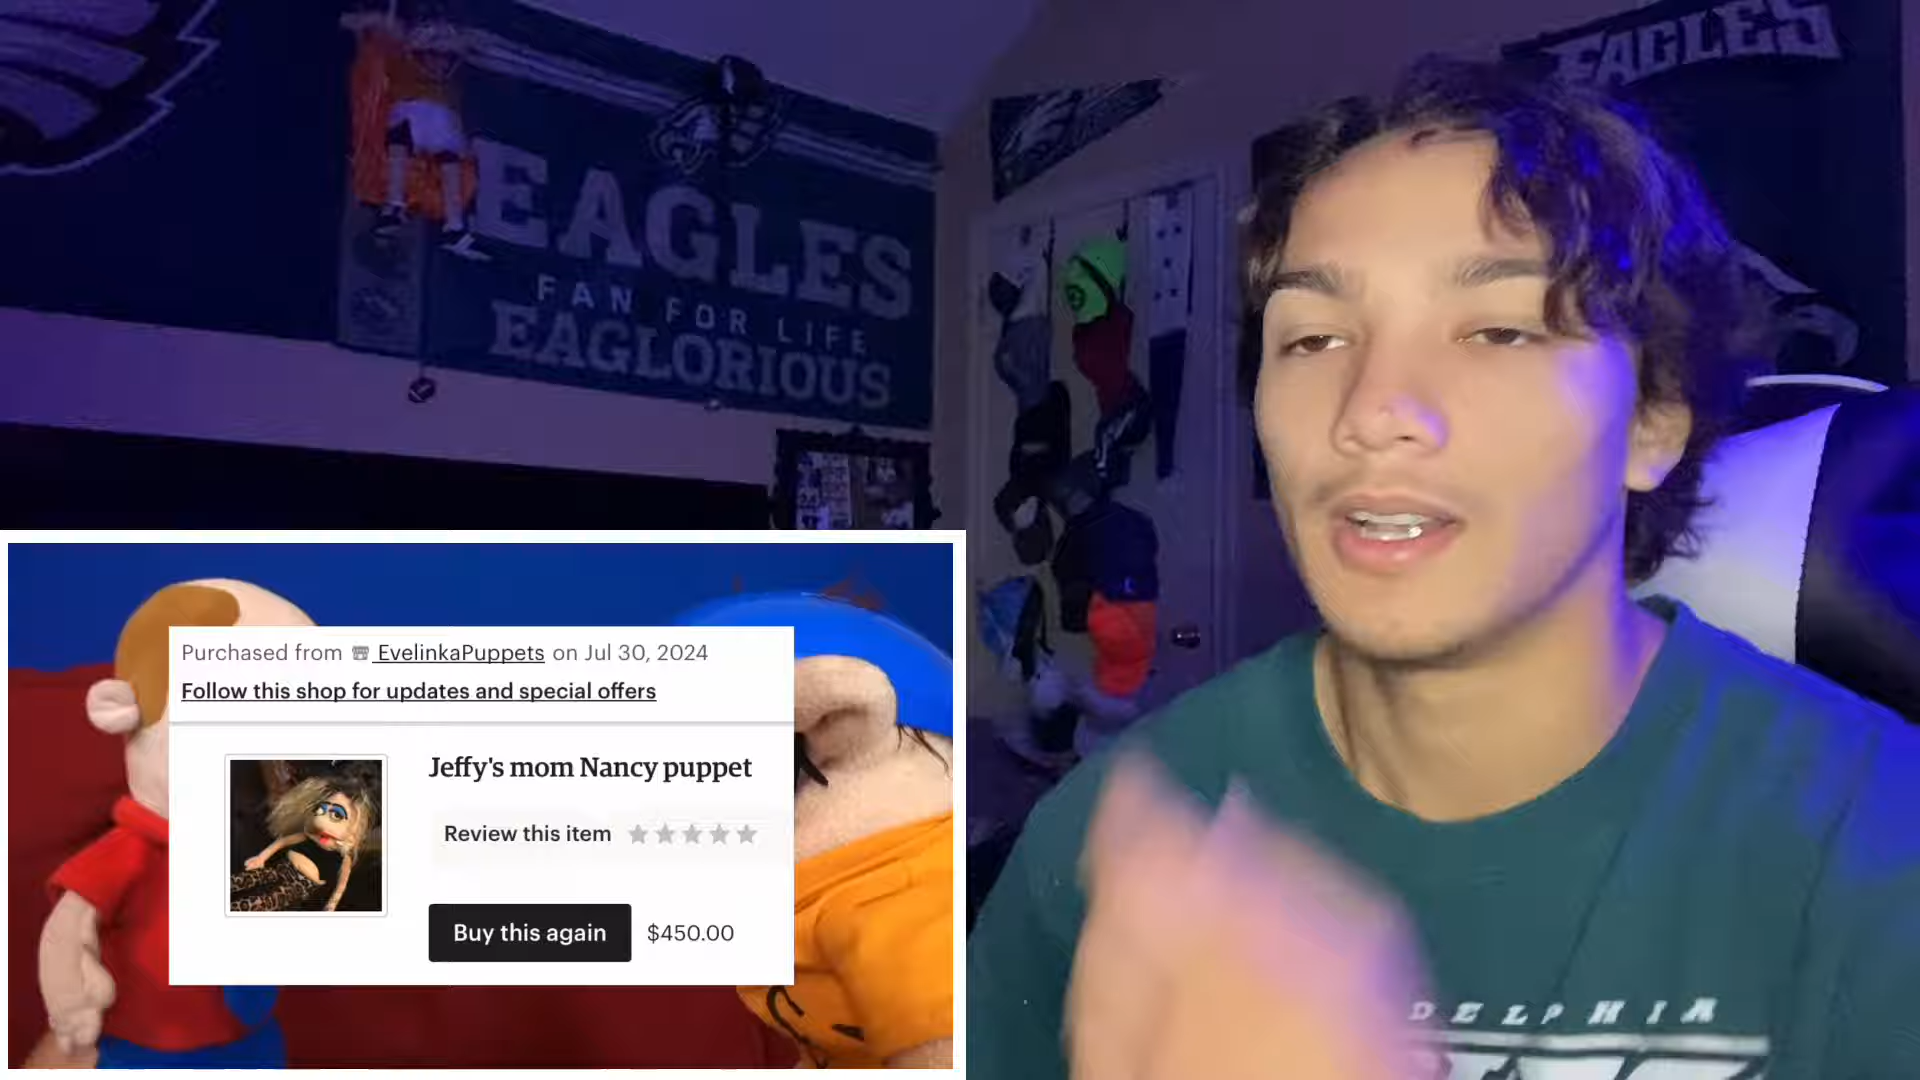 EAGLES
EAGLES
FAN FOR LIFE
EAGLORIOUS
Purchased from EvelinkaPuppets on Jul 30, 2024
Follow this shop for updates and special offers
Jeffy's mom Nancy puppet
Review this item
Buy this again $450.00
DELPHIA